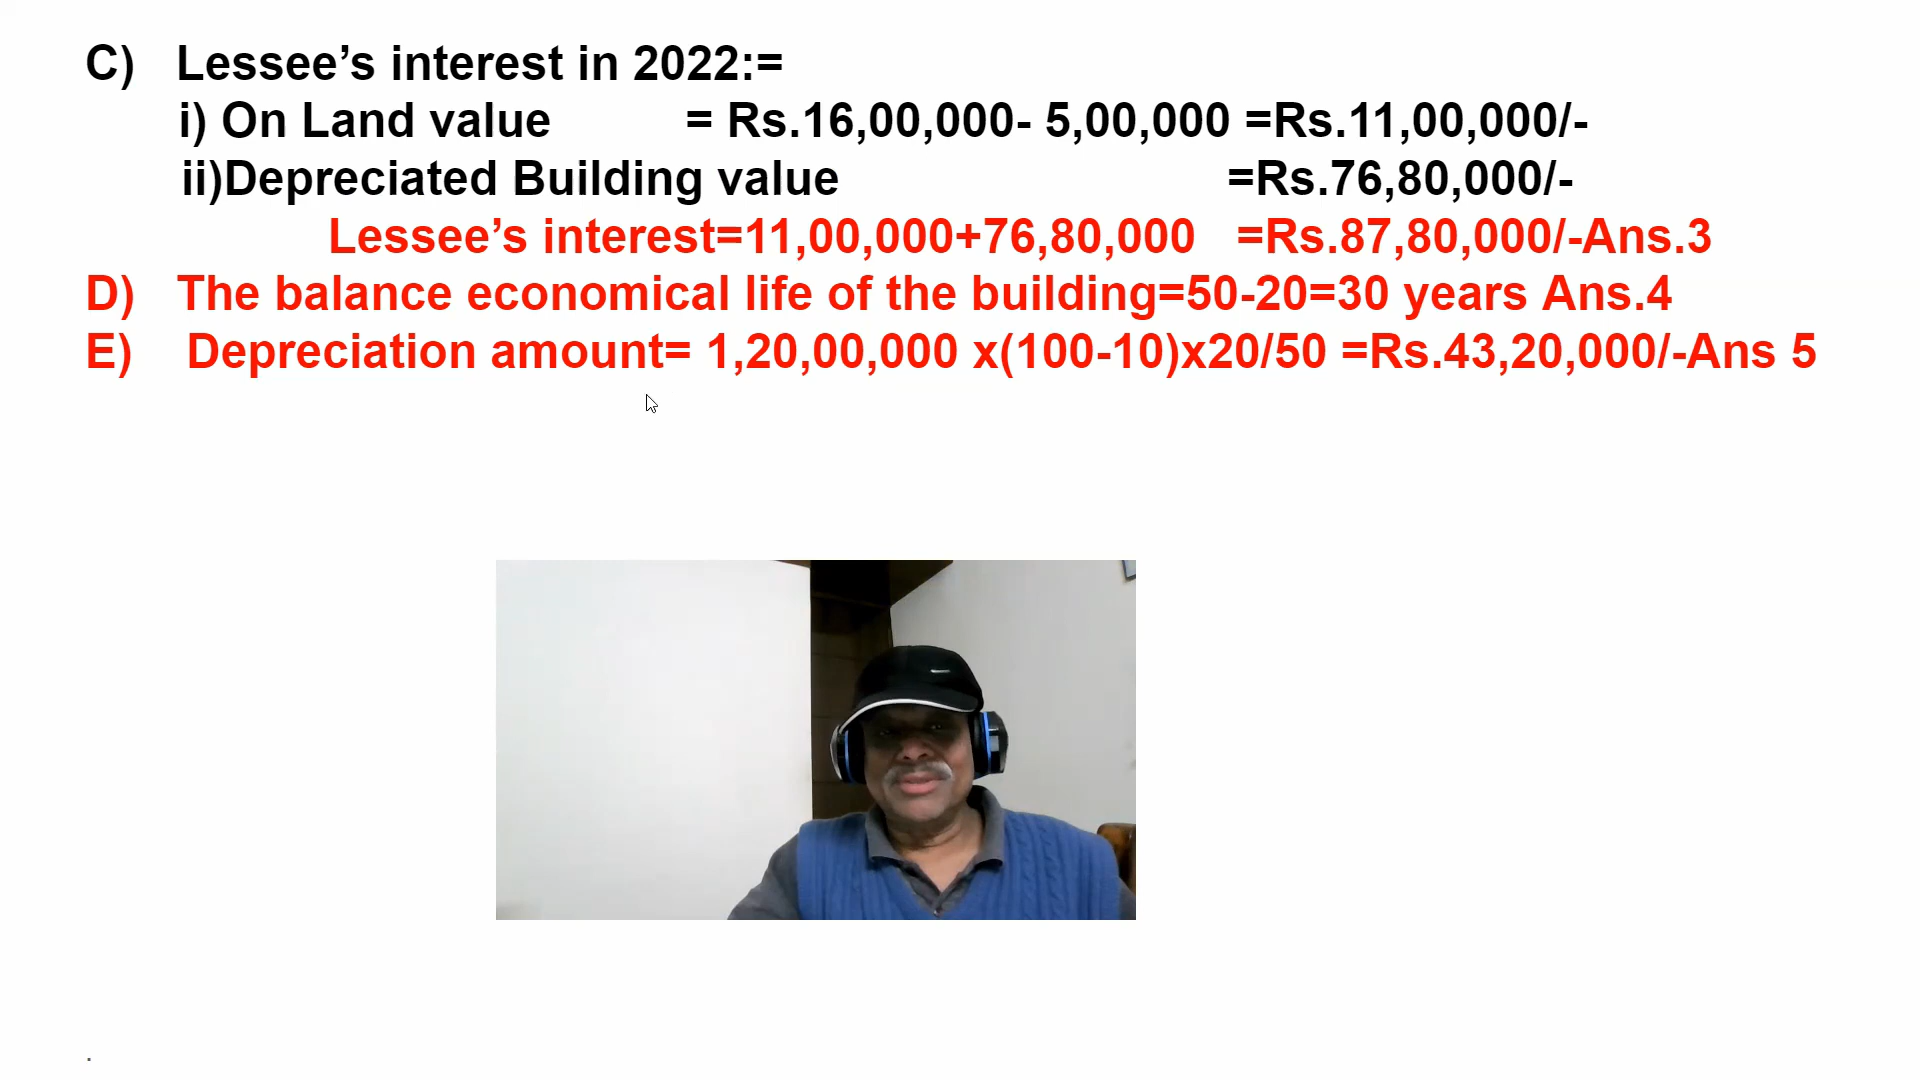 C) Lessee’s interest in 2022:=
i) On Land value = Rs.16,00,000- 5,00,000 =Rs.11,00,000/-
ii)Depreciated Building value =Rs.76,80,000/-
Lessee’s interest=11,00,000+76,80,000 =Rs.87,80,000/-Ans.3
D) The balance economical life of the building=50-20=30 years Ans.4
E) Depreciation amount= 1,20,00,000 x(100-10)x20/50 =Rs.43,20,000/-Ans 5
.